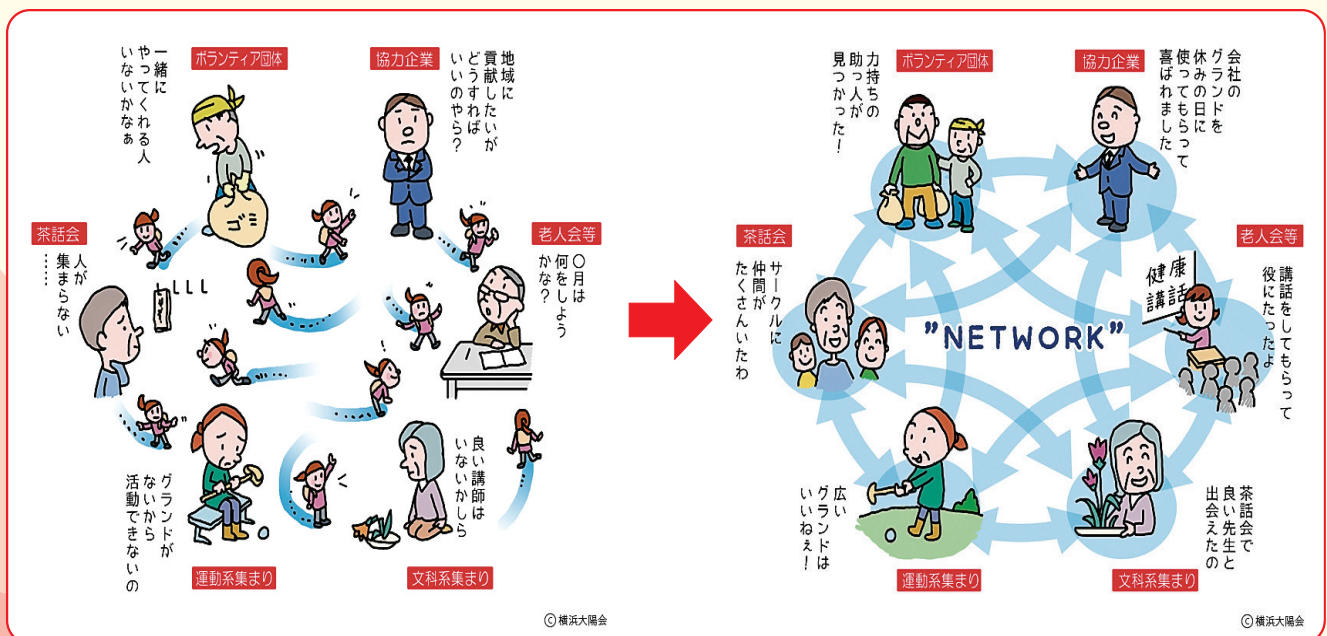 ボランティア団体
一緒に
やってくれる人
いないかなぁ
ゴミ
協力企業
地域に
貢献したいが
どうすれば
いいのやら?
茶話会
人が
集まらない
……
老人会等
〇月は
何をしよう
かな?
グランドが
ないから
活動できないの
運動系集まり
良い講師は
いないかしら
文科系集まり
©横浜大陽会
ボランティア団体
力持ちの
助っ人が
見つかった!
協力企業
会社の
グランドを
休みの日に
使ってもらって
喜ばれました
茶話会
サークルに
仲間が
たくさんいたわ
"NETWORK"
老人会等
健康
講話
講話をしてもらって
役にたったよ
広い
グランドは
いいねぇ!
運動系集まり
茶話会で
良い先生と
出会えたの
文科系集まり
©横浜大陽会